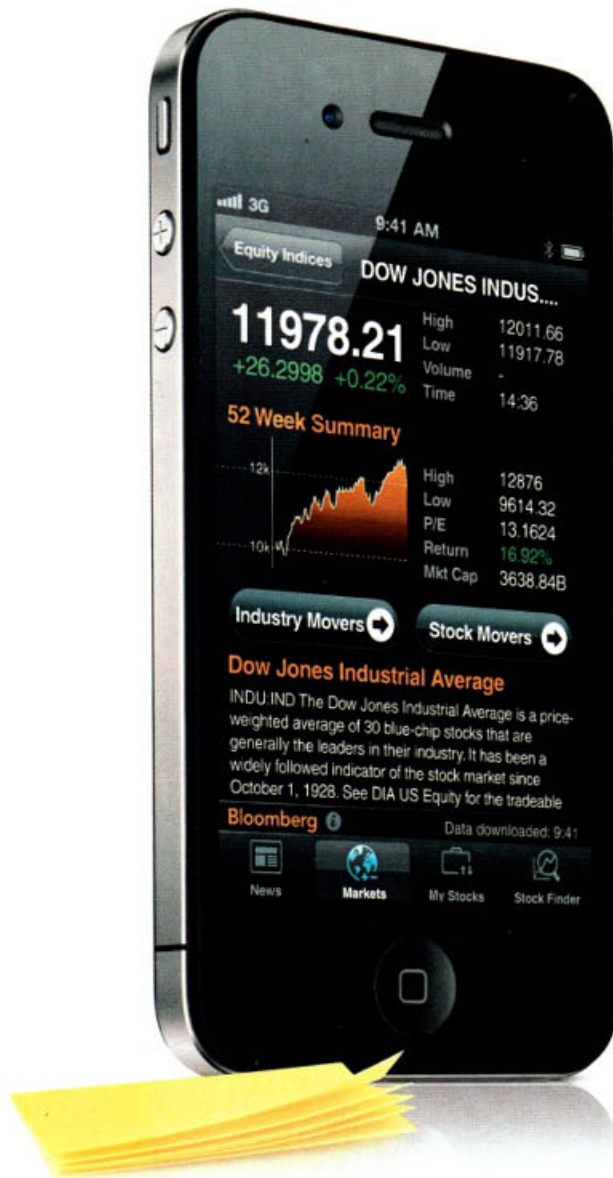 3G
9:41 AM
Equity Indices
DOW JONES INDUS....
11978.21
+26.2998 +0.22%
High 12011.66
Low 11917.78
Volume -
Time 14:36
52 Week Summary
12k
10k
High 12876
Low 9614.32
P/E 13.1624
Return 16.92%
Mkt Cap 3638.84B
Industry Movers
Stock Movers
Dow Jones Industrial Average
INDU:IND The Dow Jones Industrial Average is a price-
weighted average of 30 blue-chip stocks that are
generally the leaders in their industry. It has been a
widely followed indicator of the stock market since
October 1, 1928. See DIA US Equity for the tradeable
Bloomberg
Data downloaded: 9:41
News
Markets
My Stocks
Stock Finder